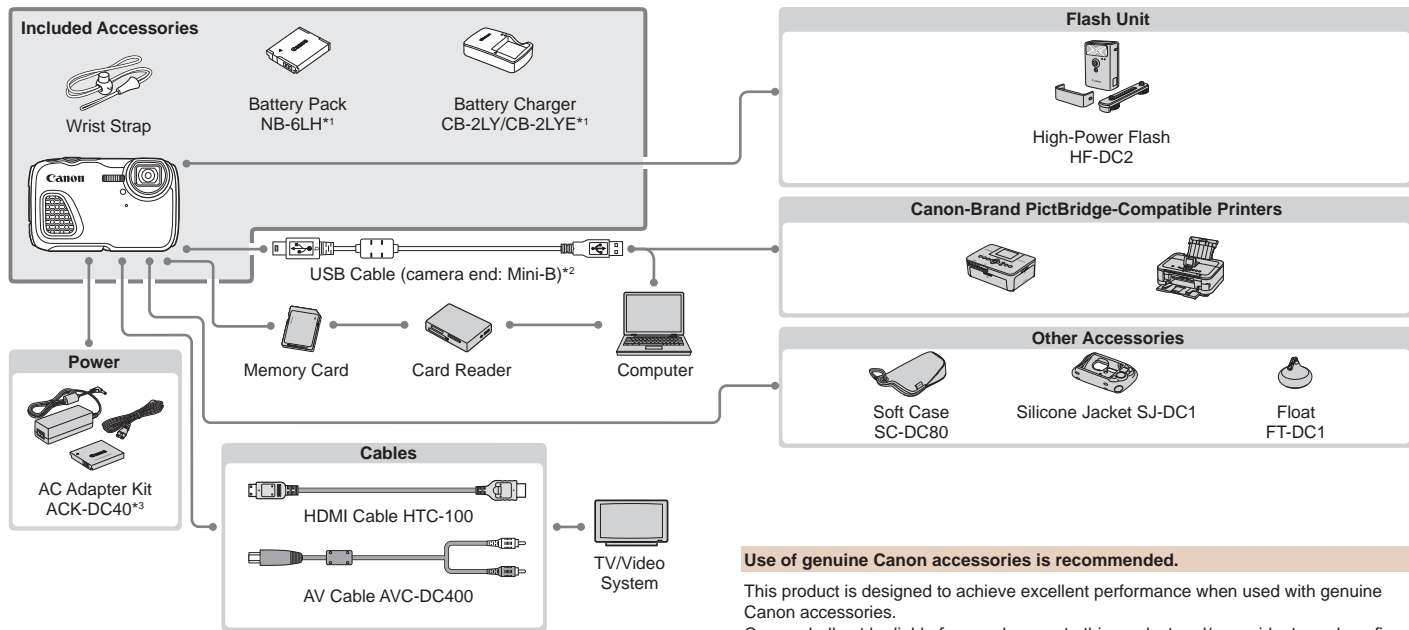 Included Accessories
Wrist Strap
Battery Pack
NB-6LH*1
Battery Charger
CB-2LY/CB-2LYE*1
Canon
USB Cable (camera end: Mini-B)*2
Memory Card
Card Reader
Computer
Power
AC Adapter Kit
ACK-DC40*3
Cables
HDMI Cable HTC-100
AV Cable AVC-DC400
TV/Video
System
Flash Unit
High-Power Flash
HF-DC2
Canon-Brand PictBridge-Compatible Printers
Other Accessories
Soft Case
SC-DC80
Silicone Jacket SJ-DC1
Float
FT-DC1
Use of genuine Canon accessories is recommended.
This product is designed to achieve excellent performance when used with genuine
Canon accessories.